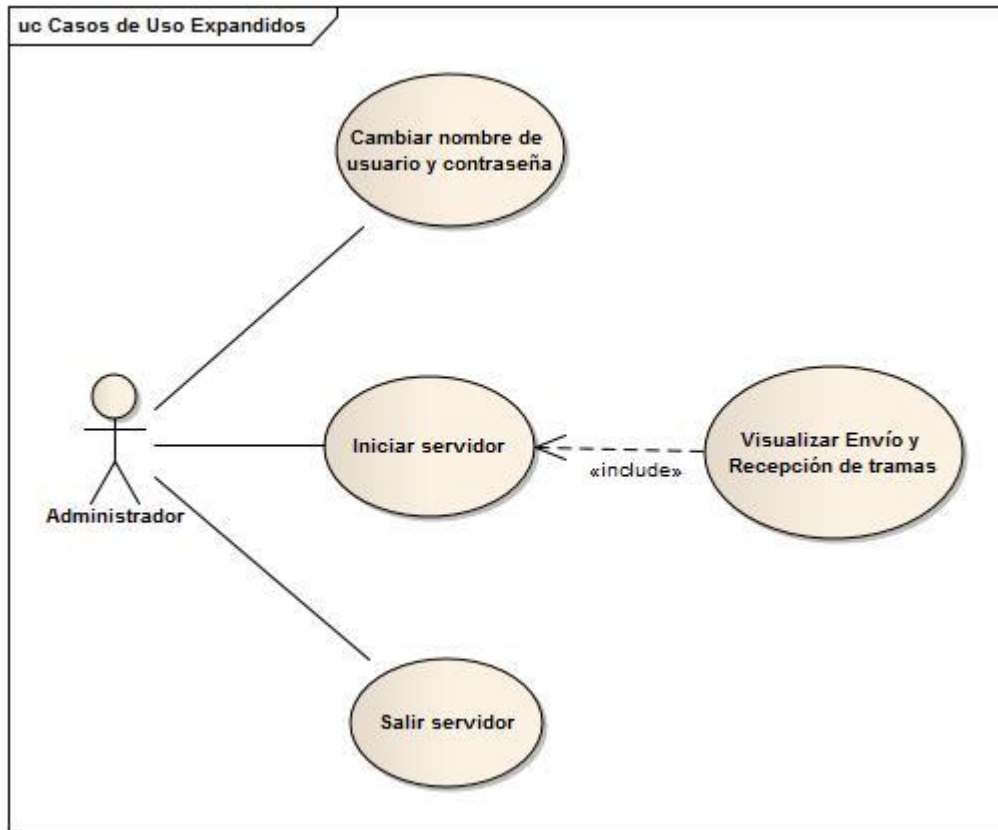 uc Casos de Uso Expandidos
Cambiar nombre de
usuario y contraseña
Iniciar servidor
«include»
Visualizar Envío y
Recepción de tramas
Administrador
Salir servidor